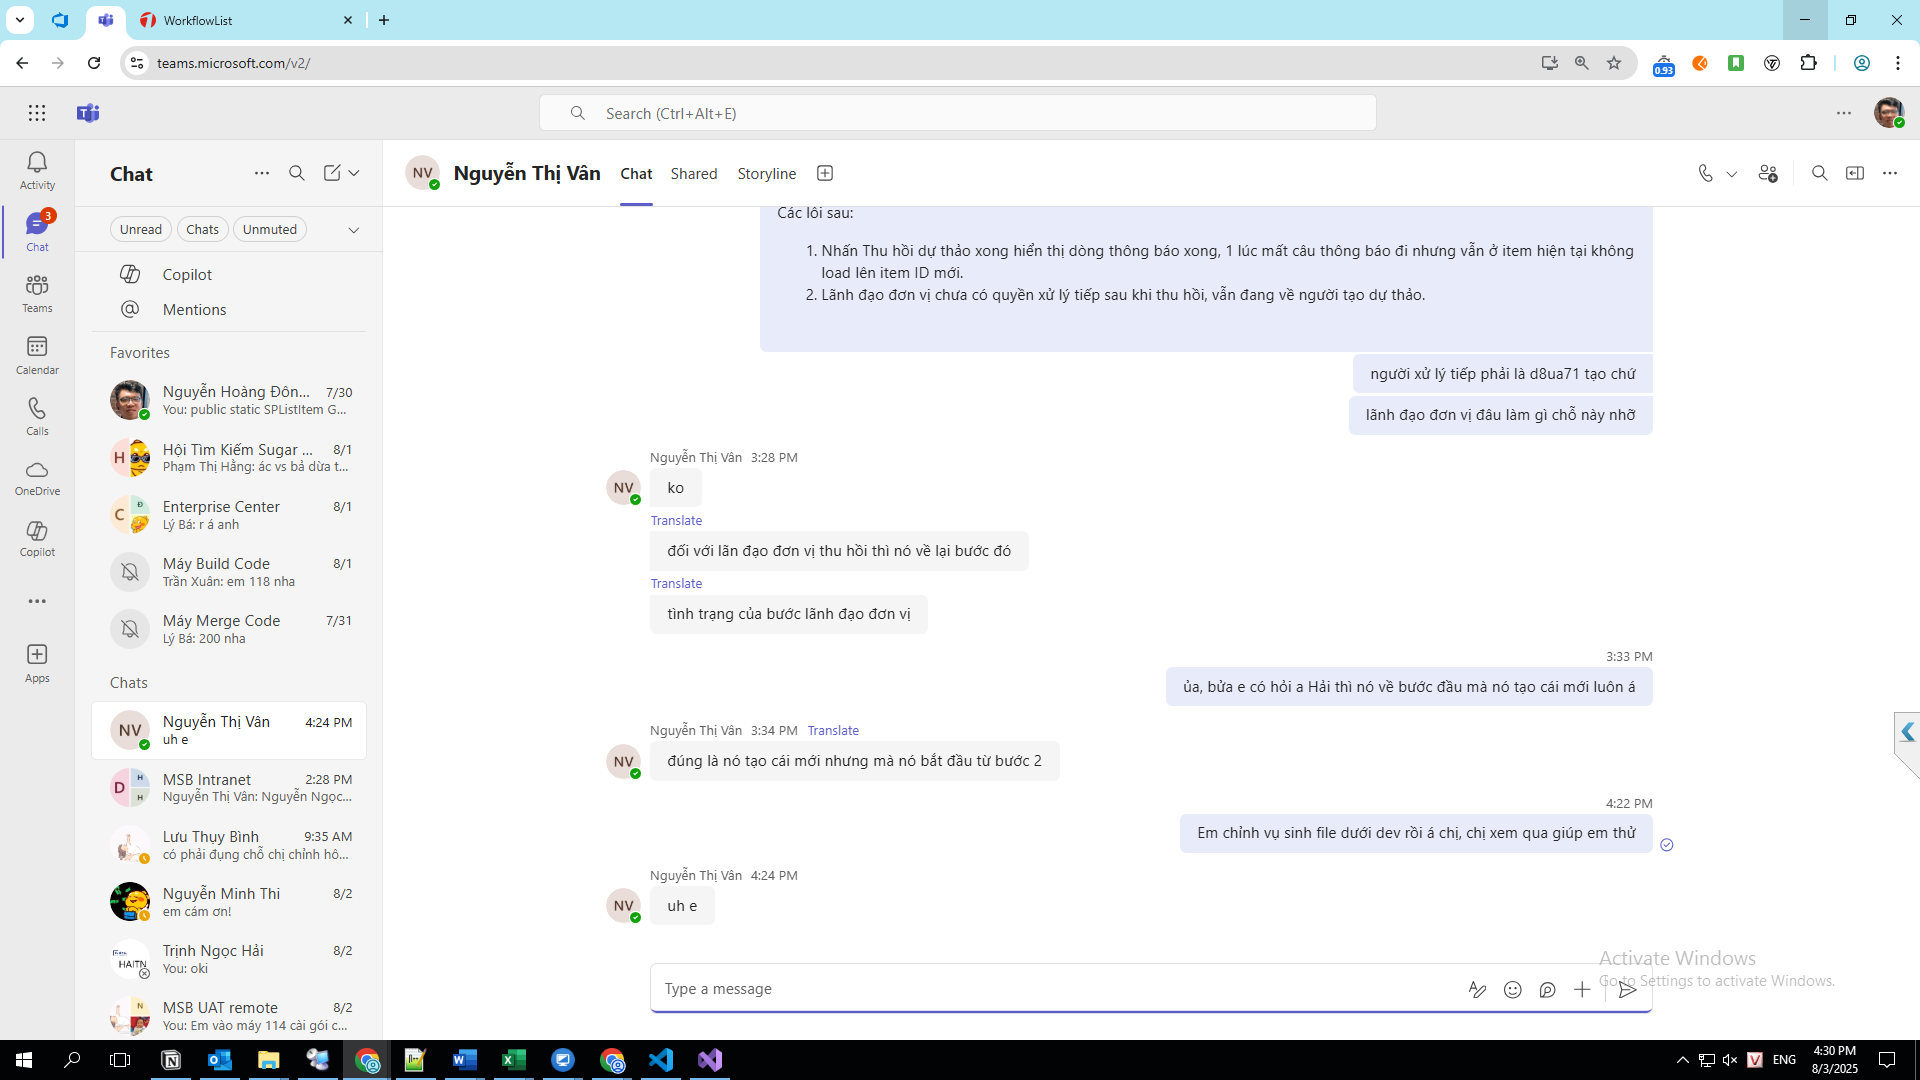 WorkflowList
teams.microsoft.com/v2/
0.93
Search (Ctrl+Alt+E)
Activity
3
Chat
Teams
Calendar
Calls
OneDrive
Copilot
Apps
Chat
Unread
Chats
Unmuted
Copilot
Mentions
Favorites
Nguyễn Hoàng Đôn... 7/30
You: public static SPListItem G...
H
Hội Tìm Kiếm Sugar ... 8/1
Phạm Thị Hằng: ác vs bả dừa t...
C
Đ
Enterprise Center 8/1
Lý Bá: r á anh
Máy Build Code 8/1
Trần Xuân: em 118 nha
Máy Merge Code 7/31
Lý Bá: 200 nha
Chats
NV
Nguyễn Thị Vân 4:24 PM
uh e
D
H
H
MSB Intranet 2:28 PM
Nguyễn Thị Vân: Nguyễn Ngọc...
Lưu Thụy Bình 9:35 AM
có phải đụng chỗ chị chỉnh hô...
Nguyễn Minh Thi 8/2
em cám ơn!
HAITN
Trịnh Ngọc Hải 8/2
You: oki
N
MSB UAT remote 8/2
You: Em vào máy 114 cài gói c...
NV
Nguyễn Thị Vân
Chat
Shared
Storyline
Các lỗi sau:
1. Nhấn Thu hồi dự thảo xong hiển thị dòng thông báo xong, 1 lúc mất câu thông báo đi nhưng vẫn ở item hiện tại không
load lên item ID mới.
2. Lãnh đạo đơn vị chưa có quyền xử lý tiếp sau khi thu hồi, vẫn đang về người tạo dự thảo.
người xử lý tiếp phải là d8ua71 tạo chứ
lãnh đạo đơn vị đâu làm gì chỗ này nhỡ
Nguyễn Thị Vân 3:28 PM
NV
ko
Translate
đối với lãn đạo đơn vị thu hồi thì nó về lại bước đó
Translate
tình trạng của bước lãnh đạo đơn vị
3:33 PM
ủa, bửa e có hỏi a Hải thì nó về bước đầu mà nó tạo cái mới luôn á
Nguyễn Thị Vân 3:34 PM Translate
NV
đúng là nó tạo cái mới nhưng mà nó bắt đầu từ bước 2
4:22 PM
Em chỉnh vụ sinh file dưới dev rồi á chị, chị xem qua giúp em thử
Nguyễn Thị Vân 4:24 PM
NV
uh e
Type a message
Activate Windows
Go to Settings to activate Windows.
ENG
4:30 PM
8/3/2025